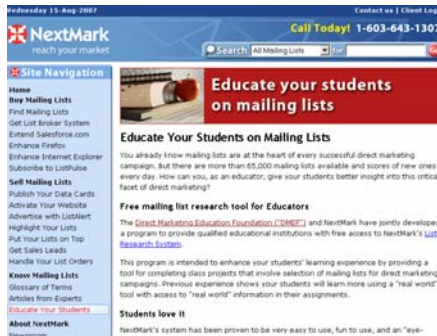 Wednesday 15-Aug-2007
Contact us | Client Log
NextMark
reach your market
Call Today! 1-603-643-1307
Search All Mailing Lists for
Site Navigation
Home
Buy Mailing Lists
Find Mailing Lists
Get List Broker System
Extend Salesforce.com
Enhance Firefox
Enhance Internet Explorer
Subscribe to ListPulse
Sell Mailing Lists
Publish Your Data Cards
Activate Your Website
Advertise with ListAlert
Highlight Your Lists
Put Your Lists on Top
Get Sales Leads
Handle Your List Orders
Know Mailing Lists
Glossary of Terms
Articles from Experts
Educate Your Students
About NextMark
Newsroom
Educate your students
on mailing lists
Educate Your Students on Mailing Lists
You already know mailing lists are at the heart of every successful direct marketing
campaign. But there are more than 65,000 mailing lists available and scores of new ones
every day. How can you, as an educator, give your students better insight into this critica
facet of direct marketing?
Free mailing list research tool for Educators
The Direct Marketing Education Foundation ("DMEF") and NextMark have jointly develope
a program to provide qualified educational institutions with free access to NextMark's List
Research System.
This program is intended to enhance your students' learning experience by providing a
tool for completing class projects that involve selection of mailing lists for direct marketing
campaigns. Previous experience shows your students will learn more using a "real world"
tool with access to "real world" information in their assignments.
Students love it
NextMark's system has been proven to be very easy to use, fun to use, and an "eye-